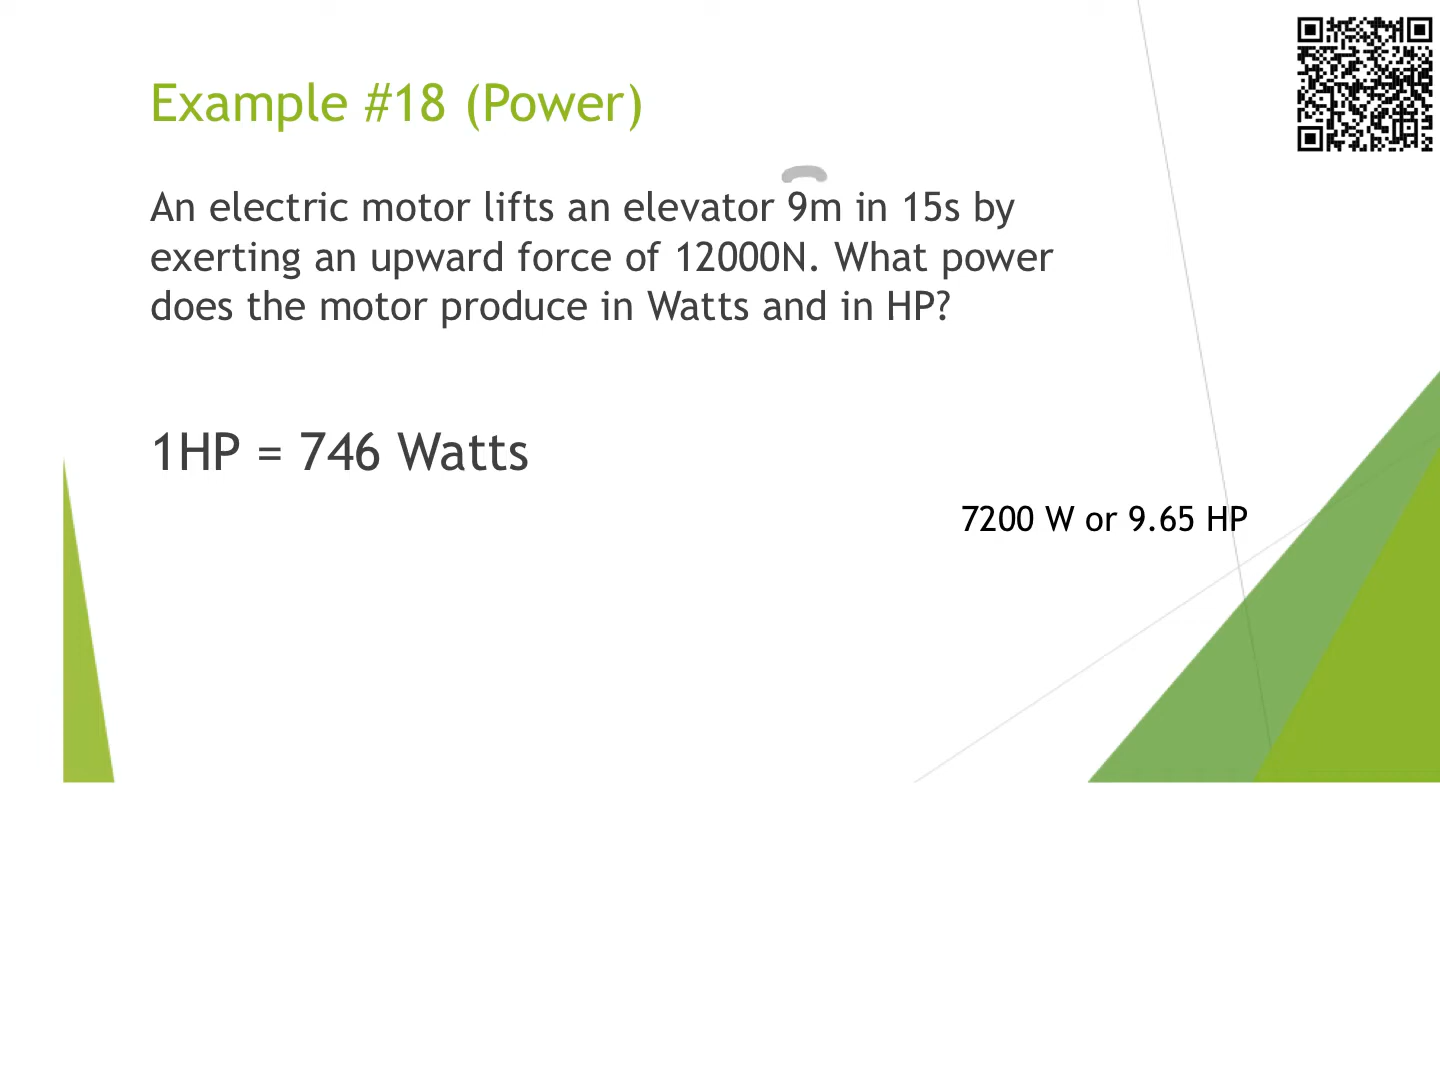 Example #18 (Power)
An electric motor lifts an elevator 9m in 15s by
exerting an upward force of 12000N. What power
does the motor produce in Watts and in HP?
1HP = 746 Watts
7200 W or 9.65 HP